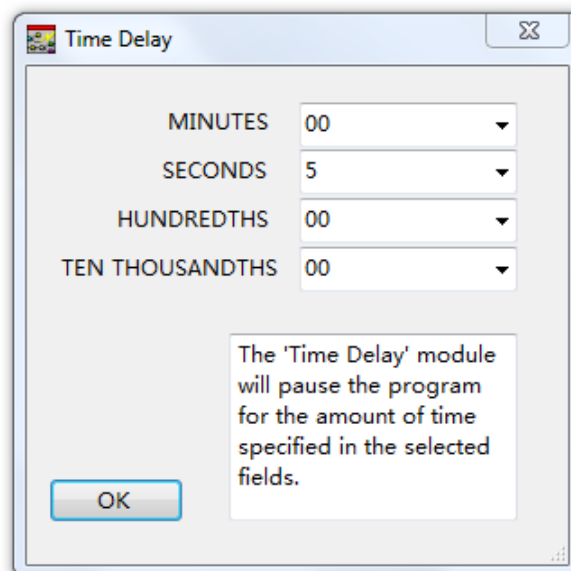 Time Delay
MINUTES 00
SECONDS 5
HUNDREDTHS 00
TEN THOUSANDTHS 00
The 'Time Delay' module
will pause the program
for the amount of time
specified in the selected
fields.
OK